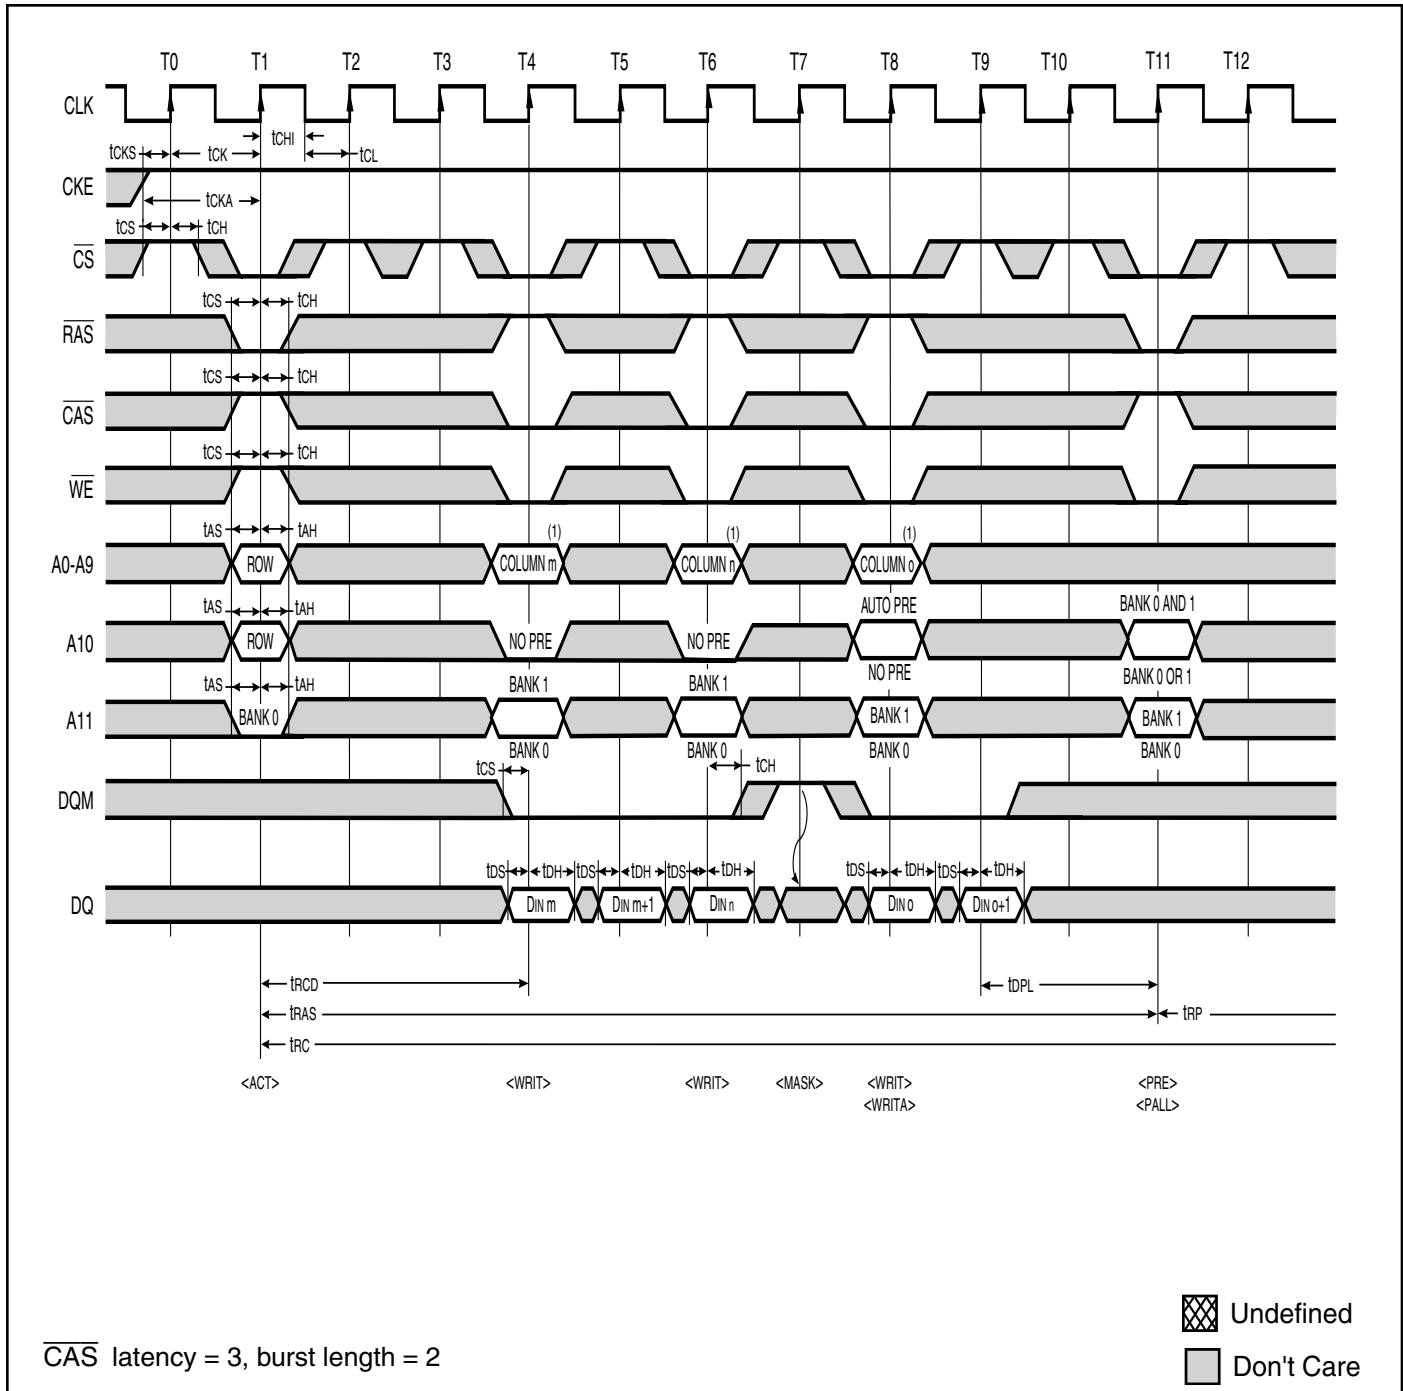 T0 T1 T2 T3 T4 T5 T6 T7 T8 T9 T10 T11 T12
CLK
tCHI
tCKS tCK tCL
CKE
tCKA
tCS tCH
CS
tCS tCH
RAS
tCS tCH
CAS
tCS tCH
WE
tAS tAH (1) (1) (1)
A0-A9 ROW COLUMN m COLUMN n COLUMN o
tAS tAH AUTO PRE BANK 0 AND 1
A10 ROW NO PRE NO PRE
NO PRE BANK 0 OR 1
tAS tAH BANK 1 BANK 1
A11 BANK 0 BANK 1 BANK 1
BANK 0 BANK 0 BANK 0 BANK 0
tCS tCH
DQM
tDS tDH tDS tDH tDS tDH tDS tDH tDS tDH
DQ DIN m DIN m+1 DIN n DIN o DIN o+1
tRCD tDPL
tRAS tRP
tRC
<ACT> <WRIT> <WRIT> <MASK> <WRIT> <PRE>
<WRITA> <PALL>
Undefined
CAS latency = 3, burst length = 2
Don't Care